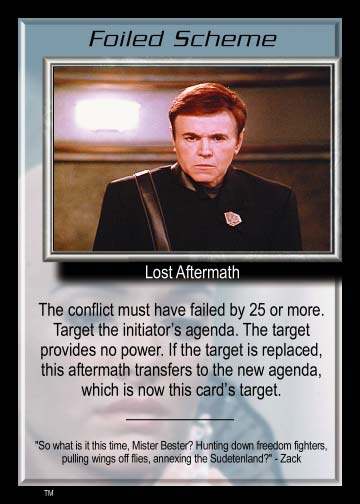 Foiled Scheme
Lost Aftermath
The conflict must have failed by 25 or more.
Target the initiator's agenda. The target
provides no power. If the target is replaced,
this aftermath transfers to the new agenda,
which is now this card's target.
"So what is it this time, Mister Bester? Hunting down freedom fighters,
pulling wings off flies, annexing the Sudetenland?" - Zack
TM